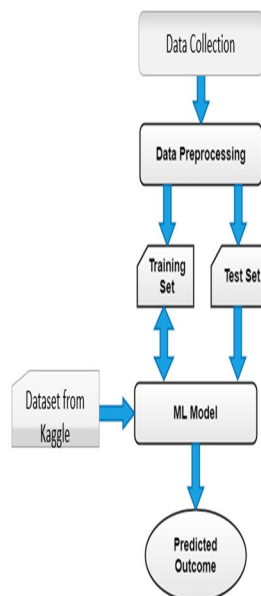 Data Collection
Data Preprocessing
Training
Set
Test Set
Dataset from
Kaggle
ML Model
Predicted
Outcome